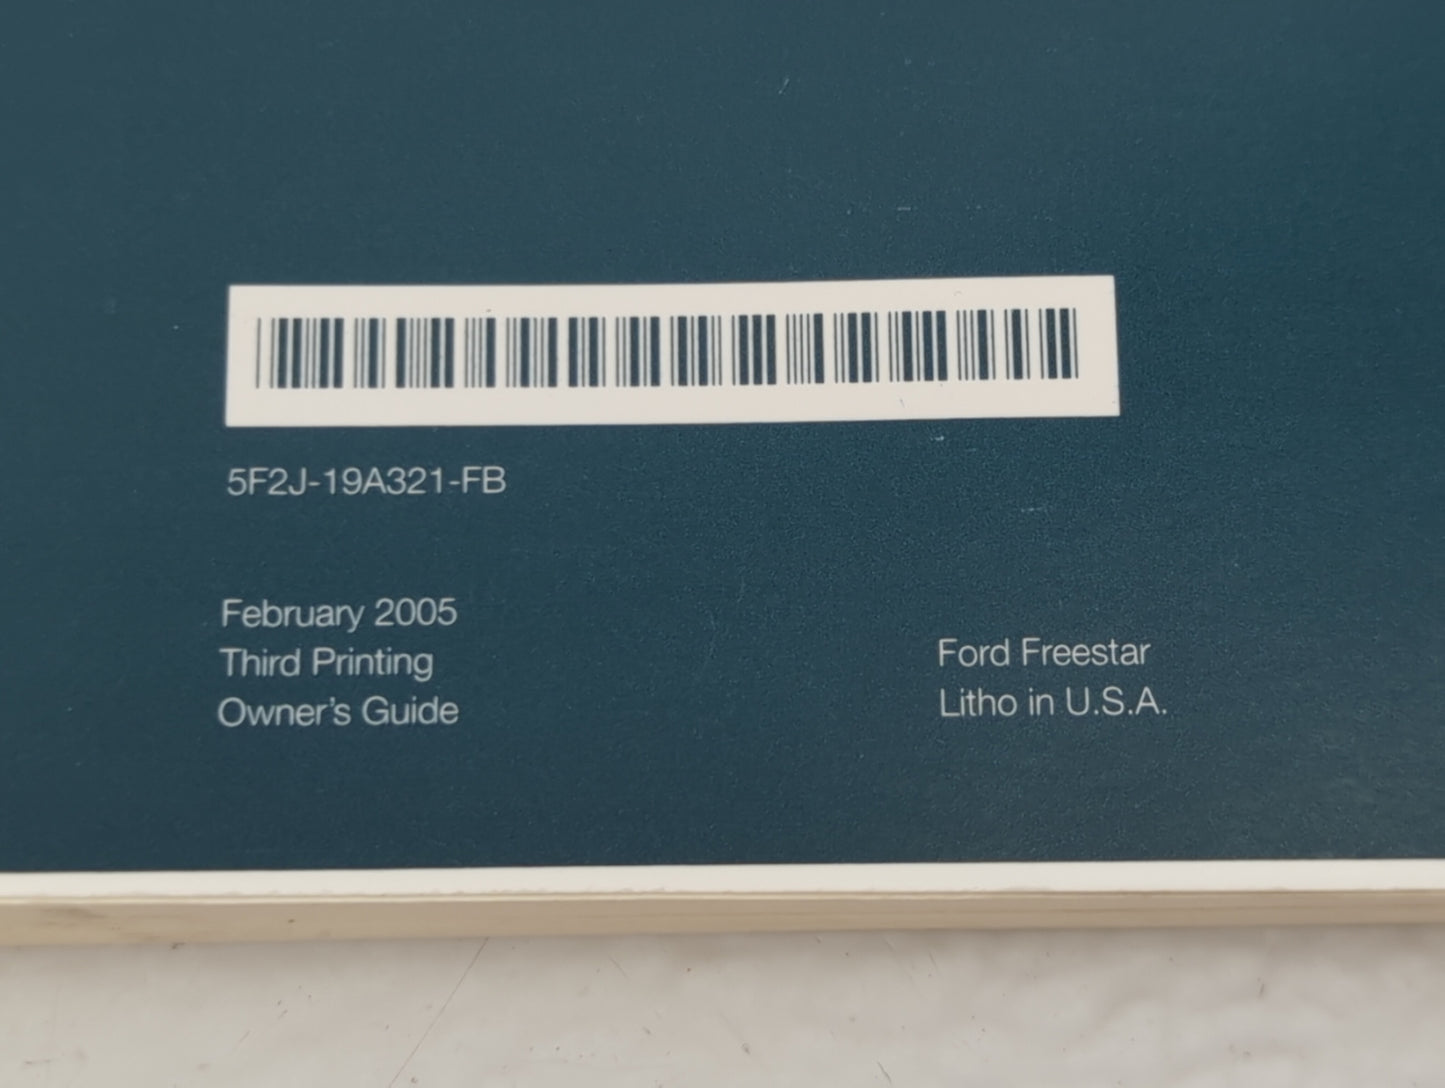 5F2J-19A321-FB
February 2005
Third Printing
Owner's Guide
Ford Freestar
Litho in U.S.A.